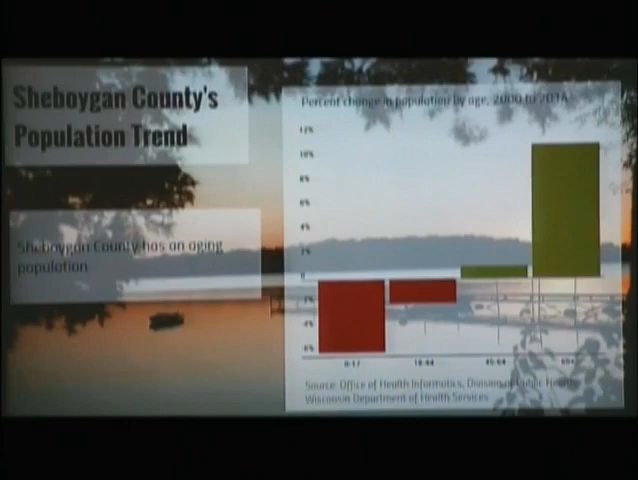 Sheboygan County's
Population Trend
Sheboygan County has an aging
population
Percent change in population by age, 2000 to 2014
12%
10%
8%
6%
4%
2%
0
-2%
-4%
-6%
0-17
18-44
45-64
65+
Source: Office of Health Informatics, Division of Public Health,
Wisconsin Department of Health Services